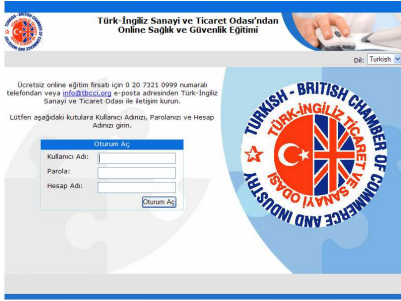 Türk-İngiliz Sanayi ve Ticaret Odası'ndan
Online Sağlık ve Güvenlik Eğitimi
Dil: Turkish
Ücretsiz online eğitim fırsatı için 0 20 7321 0999 numaralı
telefondan veya info@tbcci.org e-posta adresinden Türk-İngiliz
Sanayi ve Ticaret Odası ile iletişim kurun.
Lütfen aşağıdaki kutulara Kullanıcı Adınızı, Parolanızı ve Hesap
Adınızı girin.
Oturum Aç
Kullanıcı Adı:
Parola:
Hesap Adı:
Oturum Aç
TURKISH - BRITISH CHAMBER OF COMMERCE AND INDUSTRY
TÜRK-İNGİLİZ TİCARET VE SANAYİ ODASI